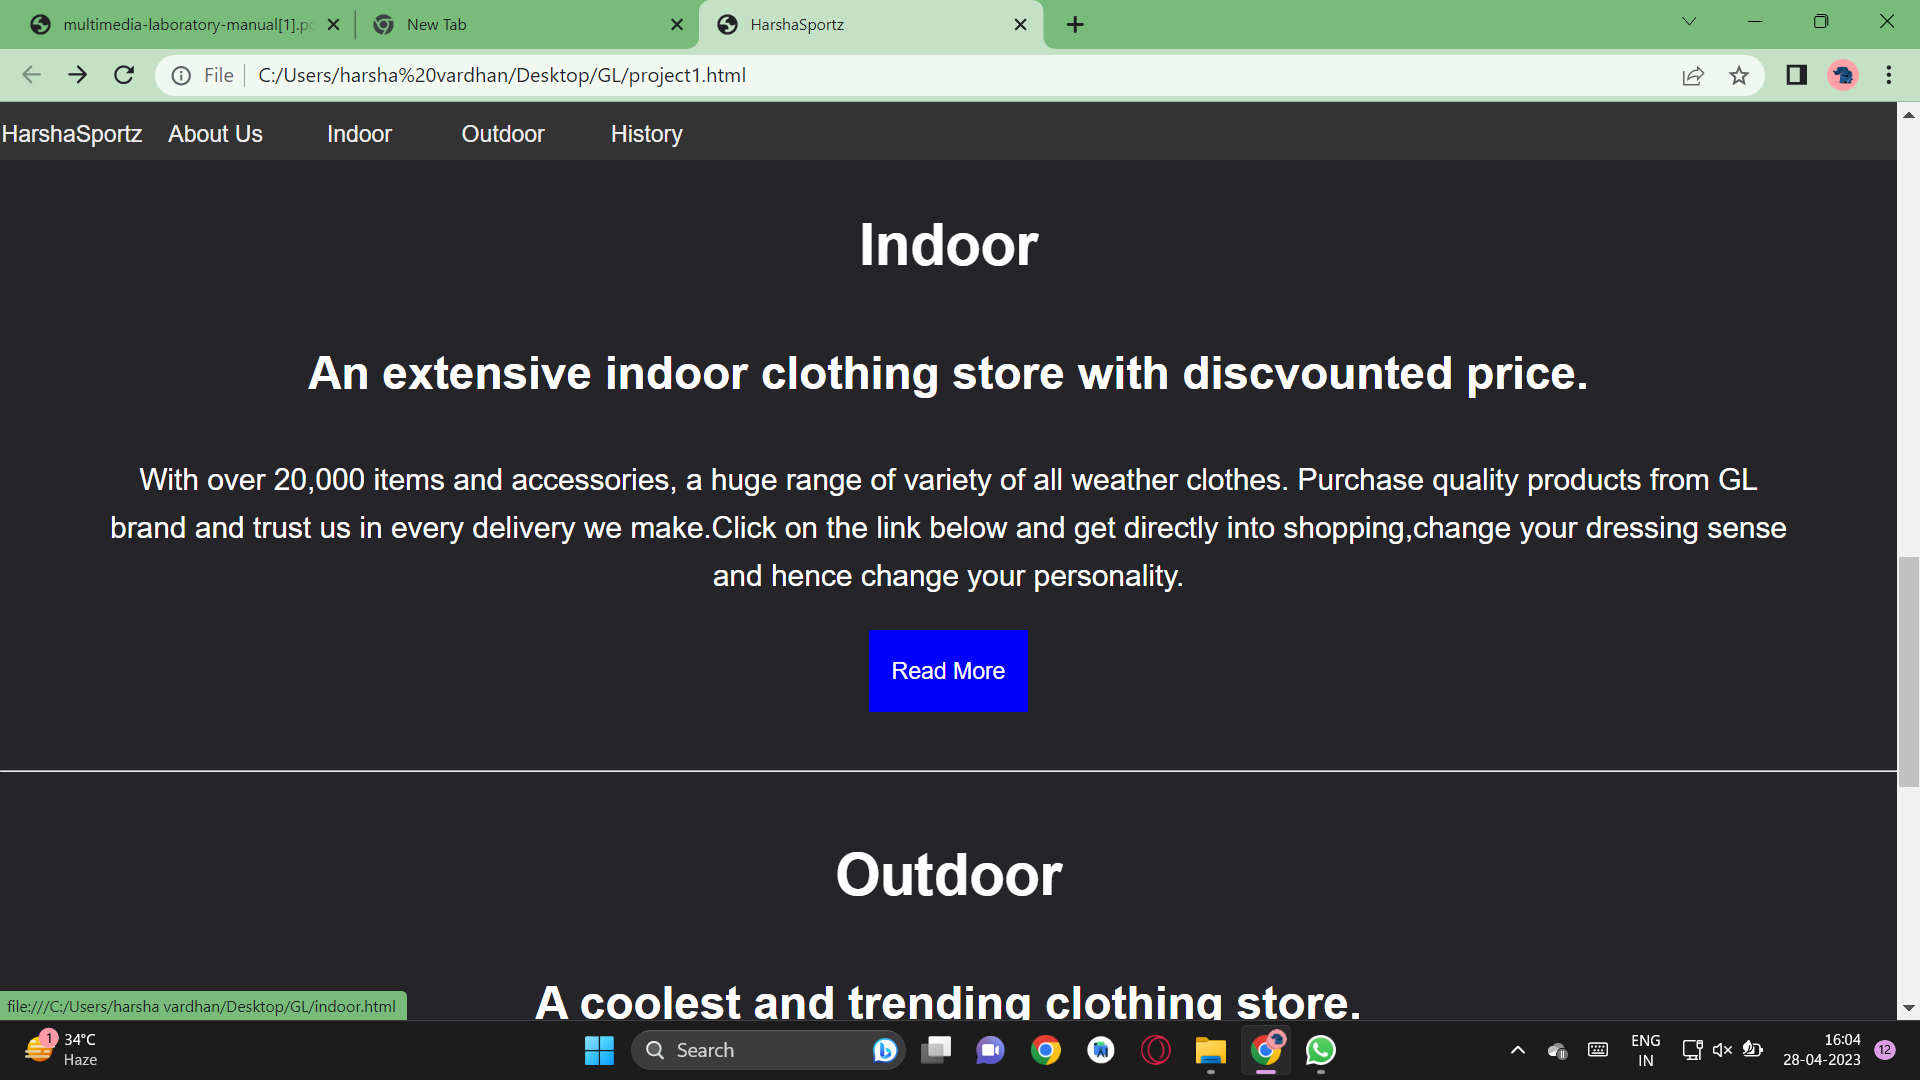 multimedia-laboratory-manual[1].pc
New Tab
HarshaSportz
File
C:/Users/harsha%20vardhan/Desktop/GL/project1.html
HarshaSportz About Us Indoor Outdoor History
Indoor
An extensive indoor clothing store with discvounted price.
With over 20,000 items and accessories, a huge range of variety of all weather clothes. Purchase quality products from GL
brand and trust us in every delivery we make.Click on the link below and get directly into shopping,change your dressing sense
and hence change your personality.
Read More
Outdoor
A coolest and trending clothing store.
file:///C:/Users/harsha vardhan/Desktop/GL/indoor.html
1
34°C
Haze
Search
ENG
IN
16:04
28-04-2023
12